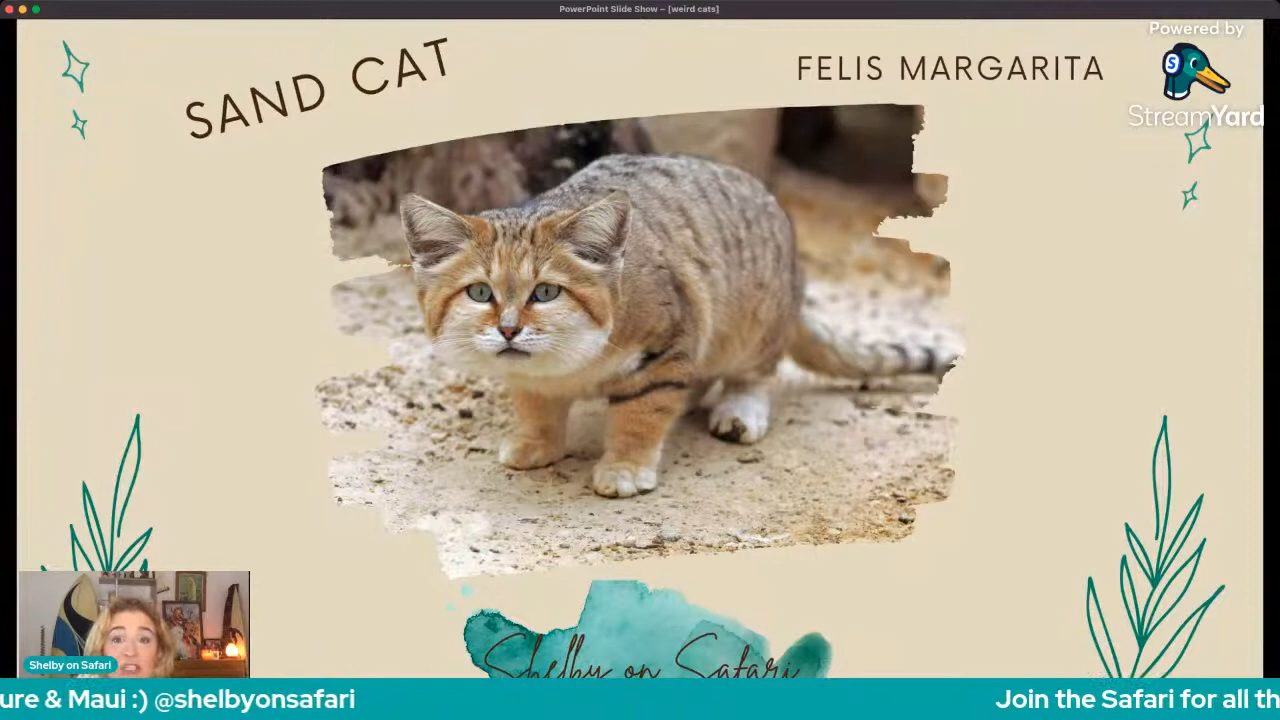 PowerPoint Slide Show – [weird cats]
Powered by
StreamYard
SAND CAT
FELIS MARGARITA
Shelby on Safari
Shelby on Safari
ure & Maui :) @shelbyonsafari
Join the Safari for all th